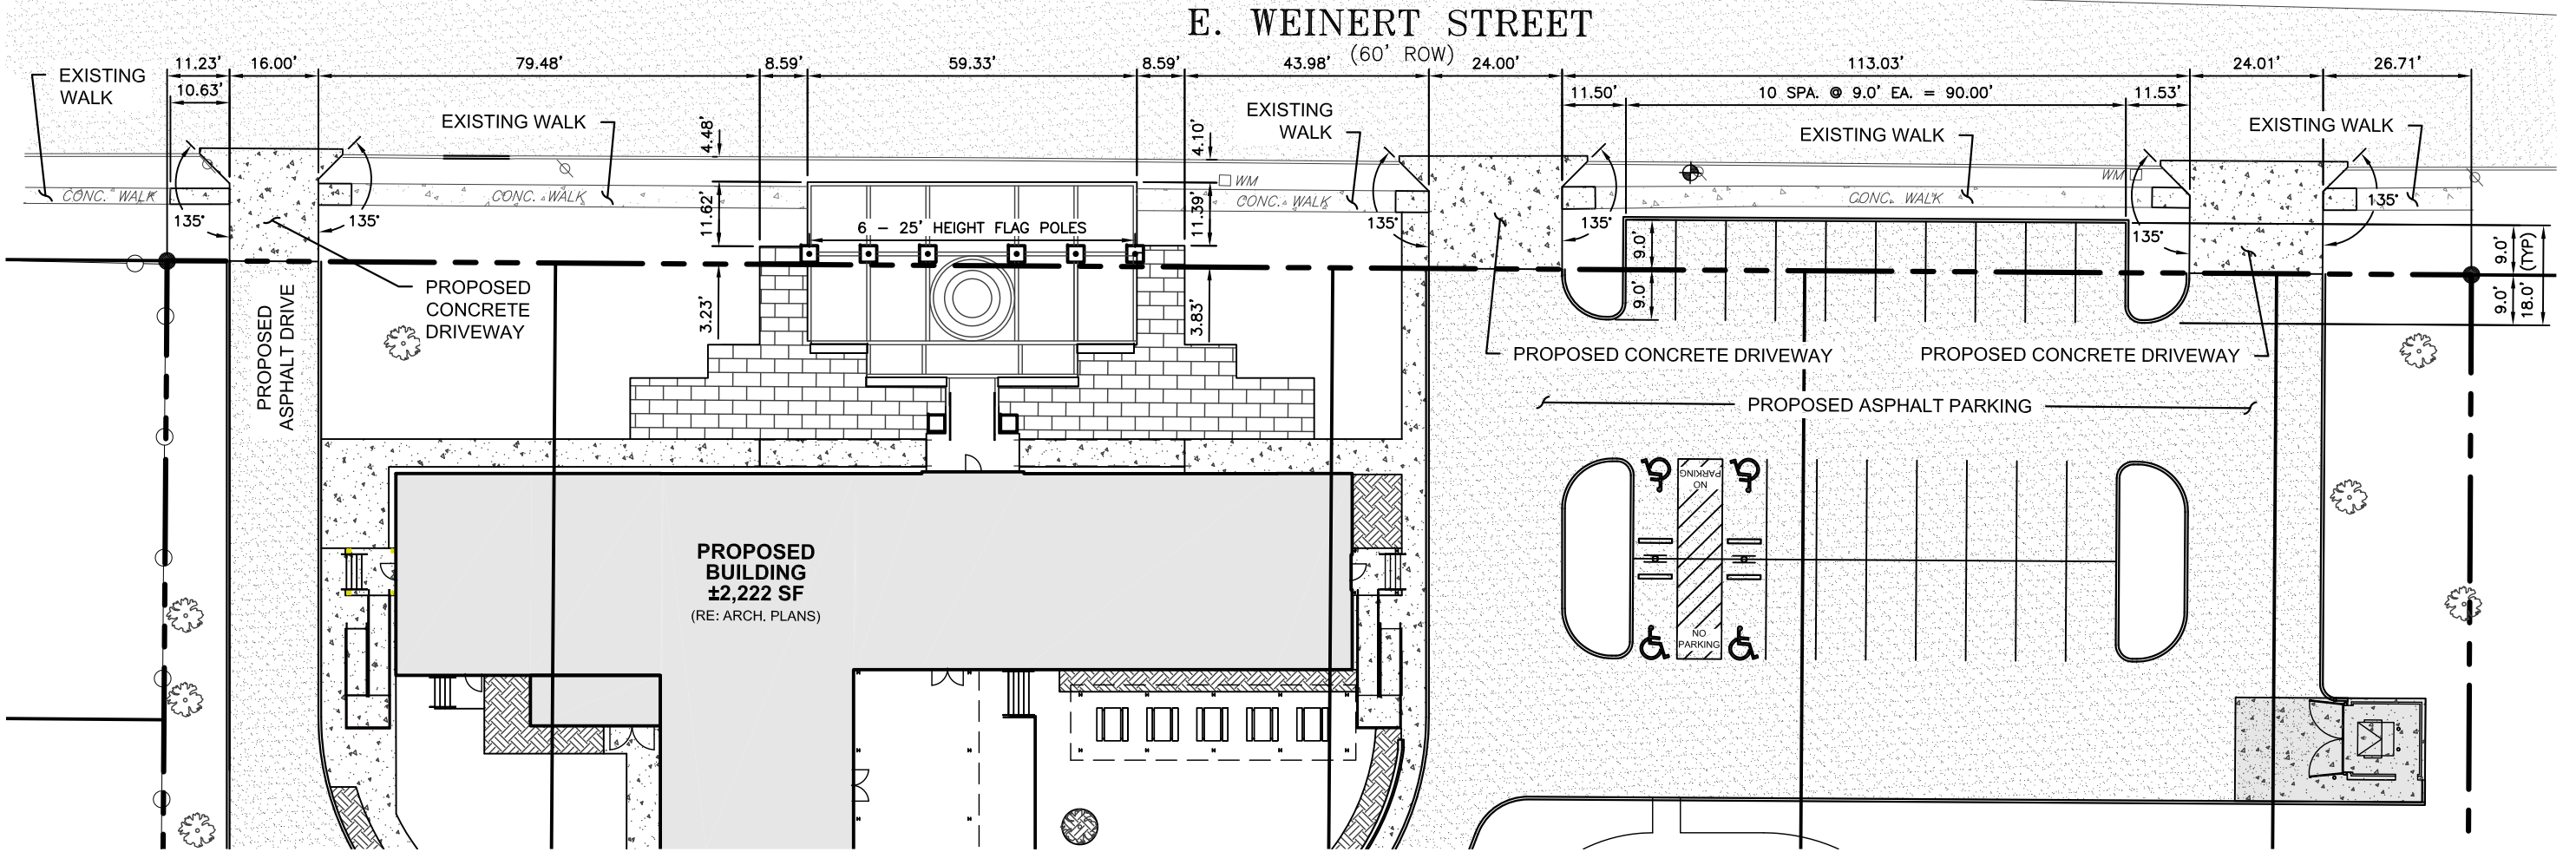 E. WEINERT STREET
(60' ROW)
11.23'
16.00'
79.48'
8.59'
59.33'
8.59'
43.98'
24.00'
113.03'
24.01'
26.71'
10.63'
11.50'
10 SPA. @ 9.0' EA. = 90.00'
11.53'
EXISTING
WALK
EXISTING WALK
EXISTING
WALK
EXISTING WALK
EXISTING WALK
4.48'
4.10'
CONC. WALK
CONC. WALK
WM
CONC. WALK
CONC. WALK
WM
135°
135°
135°
135°
135°
135°
11.62'
11.39'
6 - 25' HEIGHT FLAG POLES
9.0'
9.0'
9.0'
(TYP)
9.0'
18.0'
3.23'
3.83'
PROPOSED
ASPHALT DRIVE
PROPOSED
CONCRETE
DRIVEWAY
PROPOSED CONCRETE DRIVEWAY
PROPOSED CONCRETE DRIVEWAY
PROPOSED ASPHALT PARKING
NO
PARKING
PROPOSED
BUILDING
±2,222 SF
(RE: ARCH. PLANS)
NO
PARKING